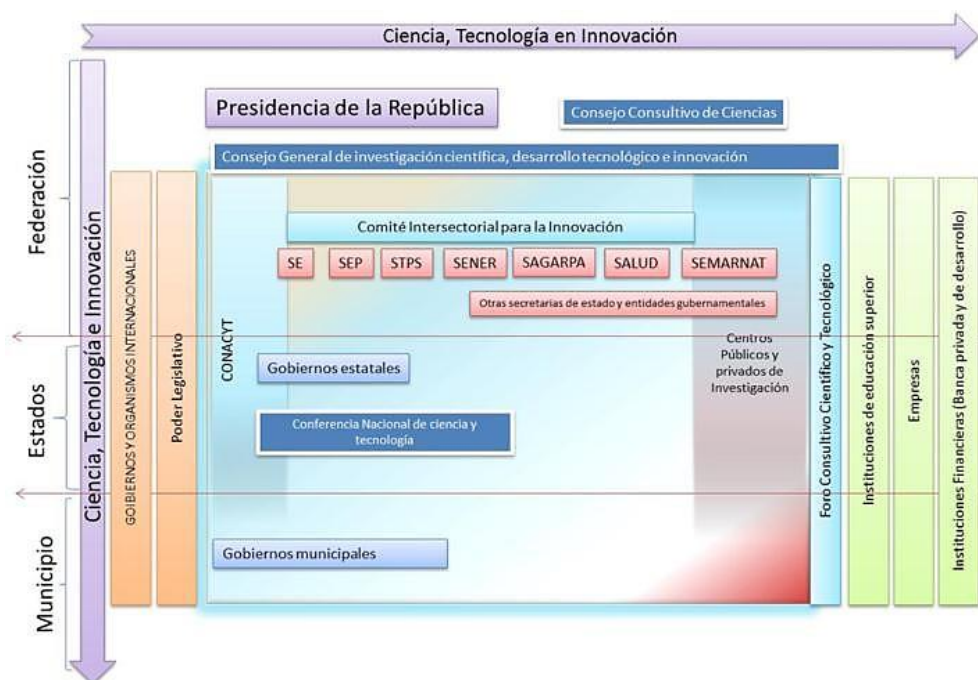 Ciencia, Tecnología en Innovación
Federación
Estados
Municipio
Ciencia, Tecnología e Innovación
Presidencia de la República
Consejo Consultivo de Ciencias
Consejo General de investigación científica, desarrollo tecnológico e innovación
GOIBIERNOS Y ORGANISMOS INTERNACIONALES
Poder Legislativo
CONACYT
Comité Intersectorial para la Innovación
SE
SEP
STPS
SENER
SAGARPA
SALUD
SEMARNAT
Otras secretarias de estado y entidades gubernamentales
Gobiernos estatales
Conferencia Nacional de ciencia y
tecnología
Gobiernos municipales
Centros
Públicos y
privados de
Investigación
Foro Consultivo Científico y Tecnológico
Instituciones de educación superior
Empresas
Instituciones Financieras (Banca privada y de desarrollo)